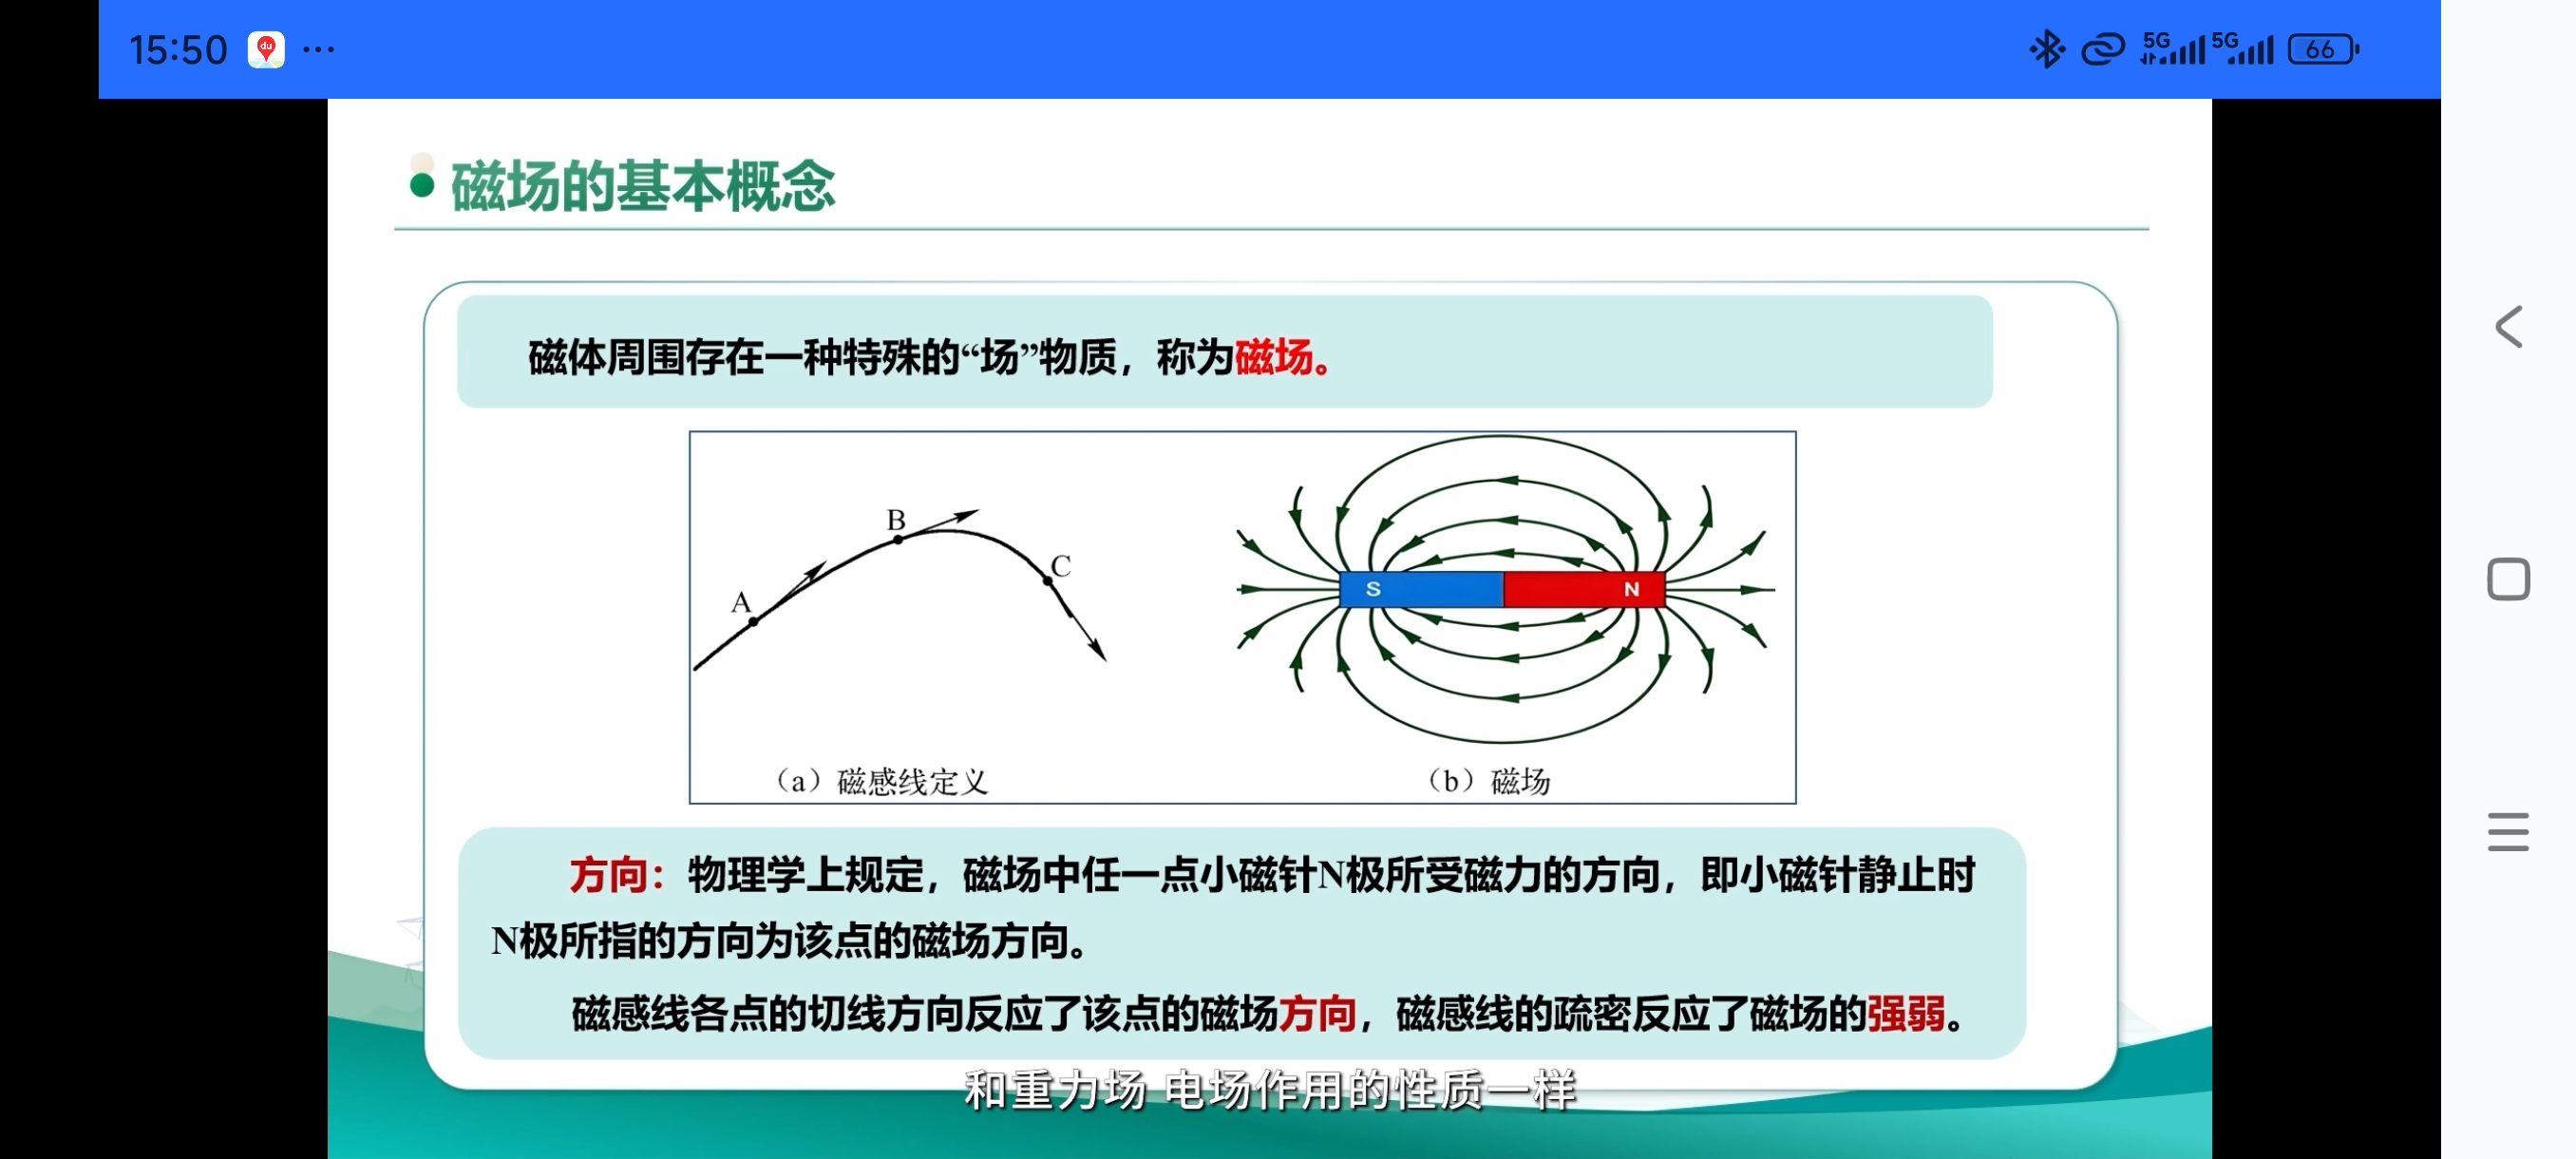 15:50 du ···
5G 5G 66
磁场的基本概念
磁体周围存在一种特殊的“场”物质，称为磁场。
A
B
C
S
N
（a）磁感线定义
（b）磁场
方向：物理学上规定，磁场中任一点小磁针N极所受磁力的方向，即小磁针静止时
N极所指的方向为该点的磁场方向。
磁感线各点的切线方向反应了该点的磁场方向，磁感线的疏密反应了磁场的强弱。
和重力场 电场作用的性质一样